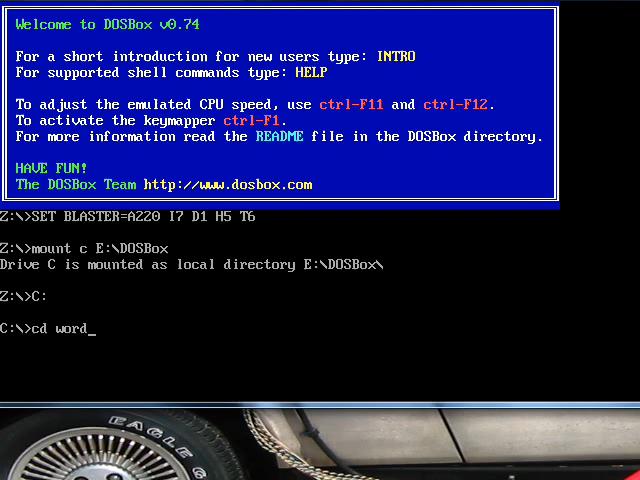 Welcome to DOSBox v0.74
For a short introduction for new users type: INTRO
For supported shell commands type: HELP
To adjust the emulated CPU speed, use ctrl-F11 and ctrl-F12.
To activate the keymapper ctrl-F1.
For more information read the README file in the DOSBox directory.
HAVE FUN!
The DOSBox Team http://www.dosbox.com
Z:\>SET BLASTER=A220 I7 D1 H5 T6
Z:\>mount c E:\DOSBox
Drive C is mounted as local directory E:\DOSBox\
Z:\>C:
C:\>cd word_
EAGLE G